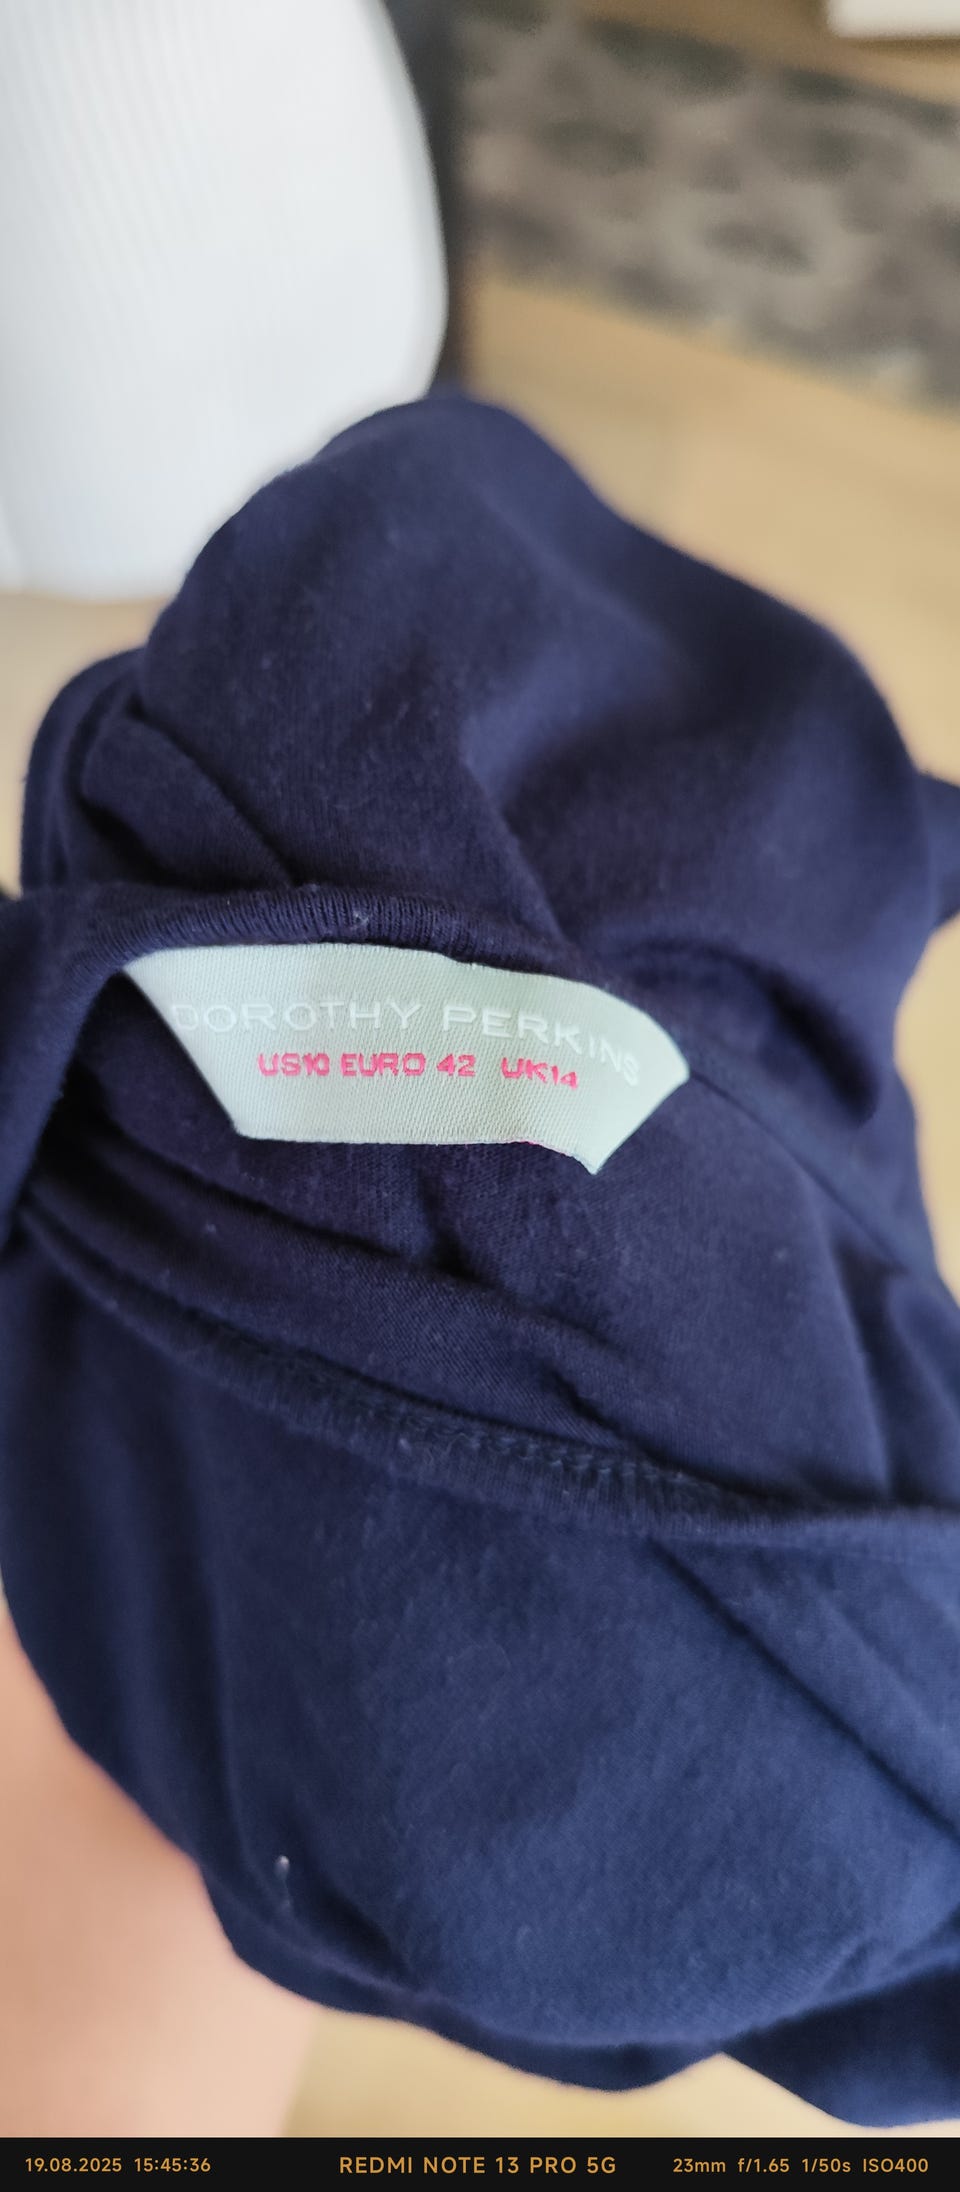 DOROTHY PERKINS
US10 EURO 42 UK14
19.08.2025 15:45:36 REDMI NOTE 13 PRO 5G 23mm f/1.65 1/50s ISO400